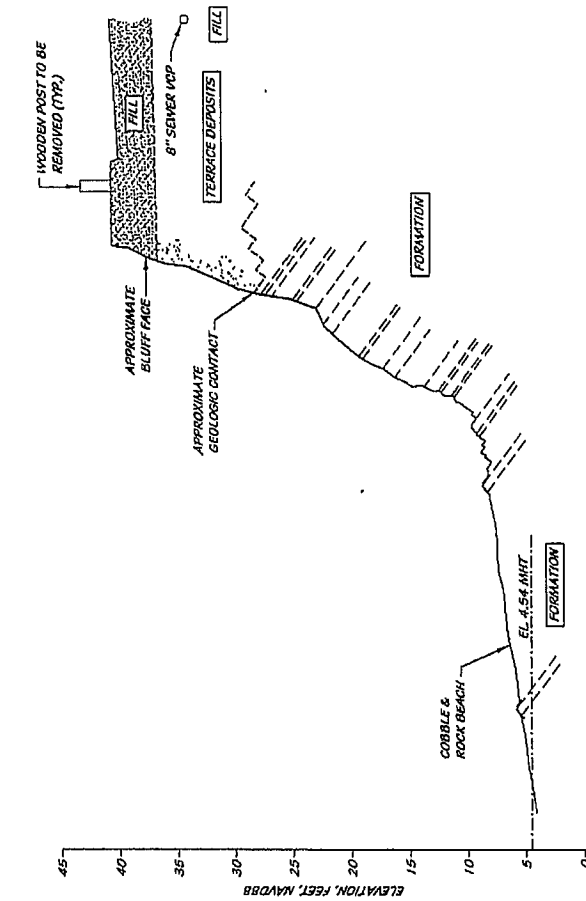 WOODEN POST TO BE
REMOVED (TYP.)
FILL
8" SEWER VCP
FILL
TERRACE DEPOSITS
APPROXIMATE
BLUFF FACE
APPROXIMATE
GEOLOGIC CONTACT
FORMATION
COBBLE &
ROCK BEACH
EL 4.54 MHT
FORMATION
ELEVATION, FEET, NAVD88
45
40
35
30
25
20
15
10
5
0